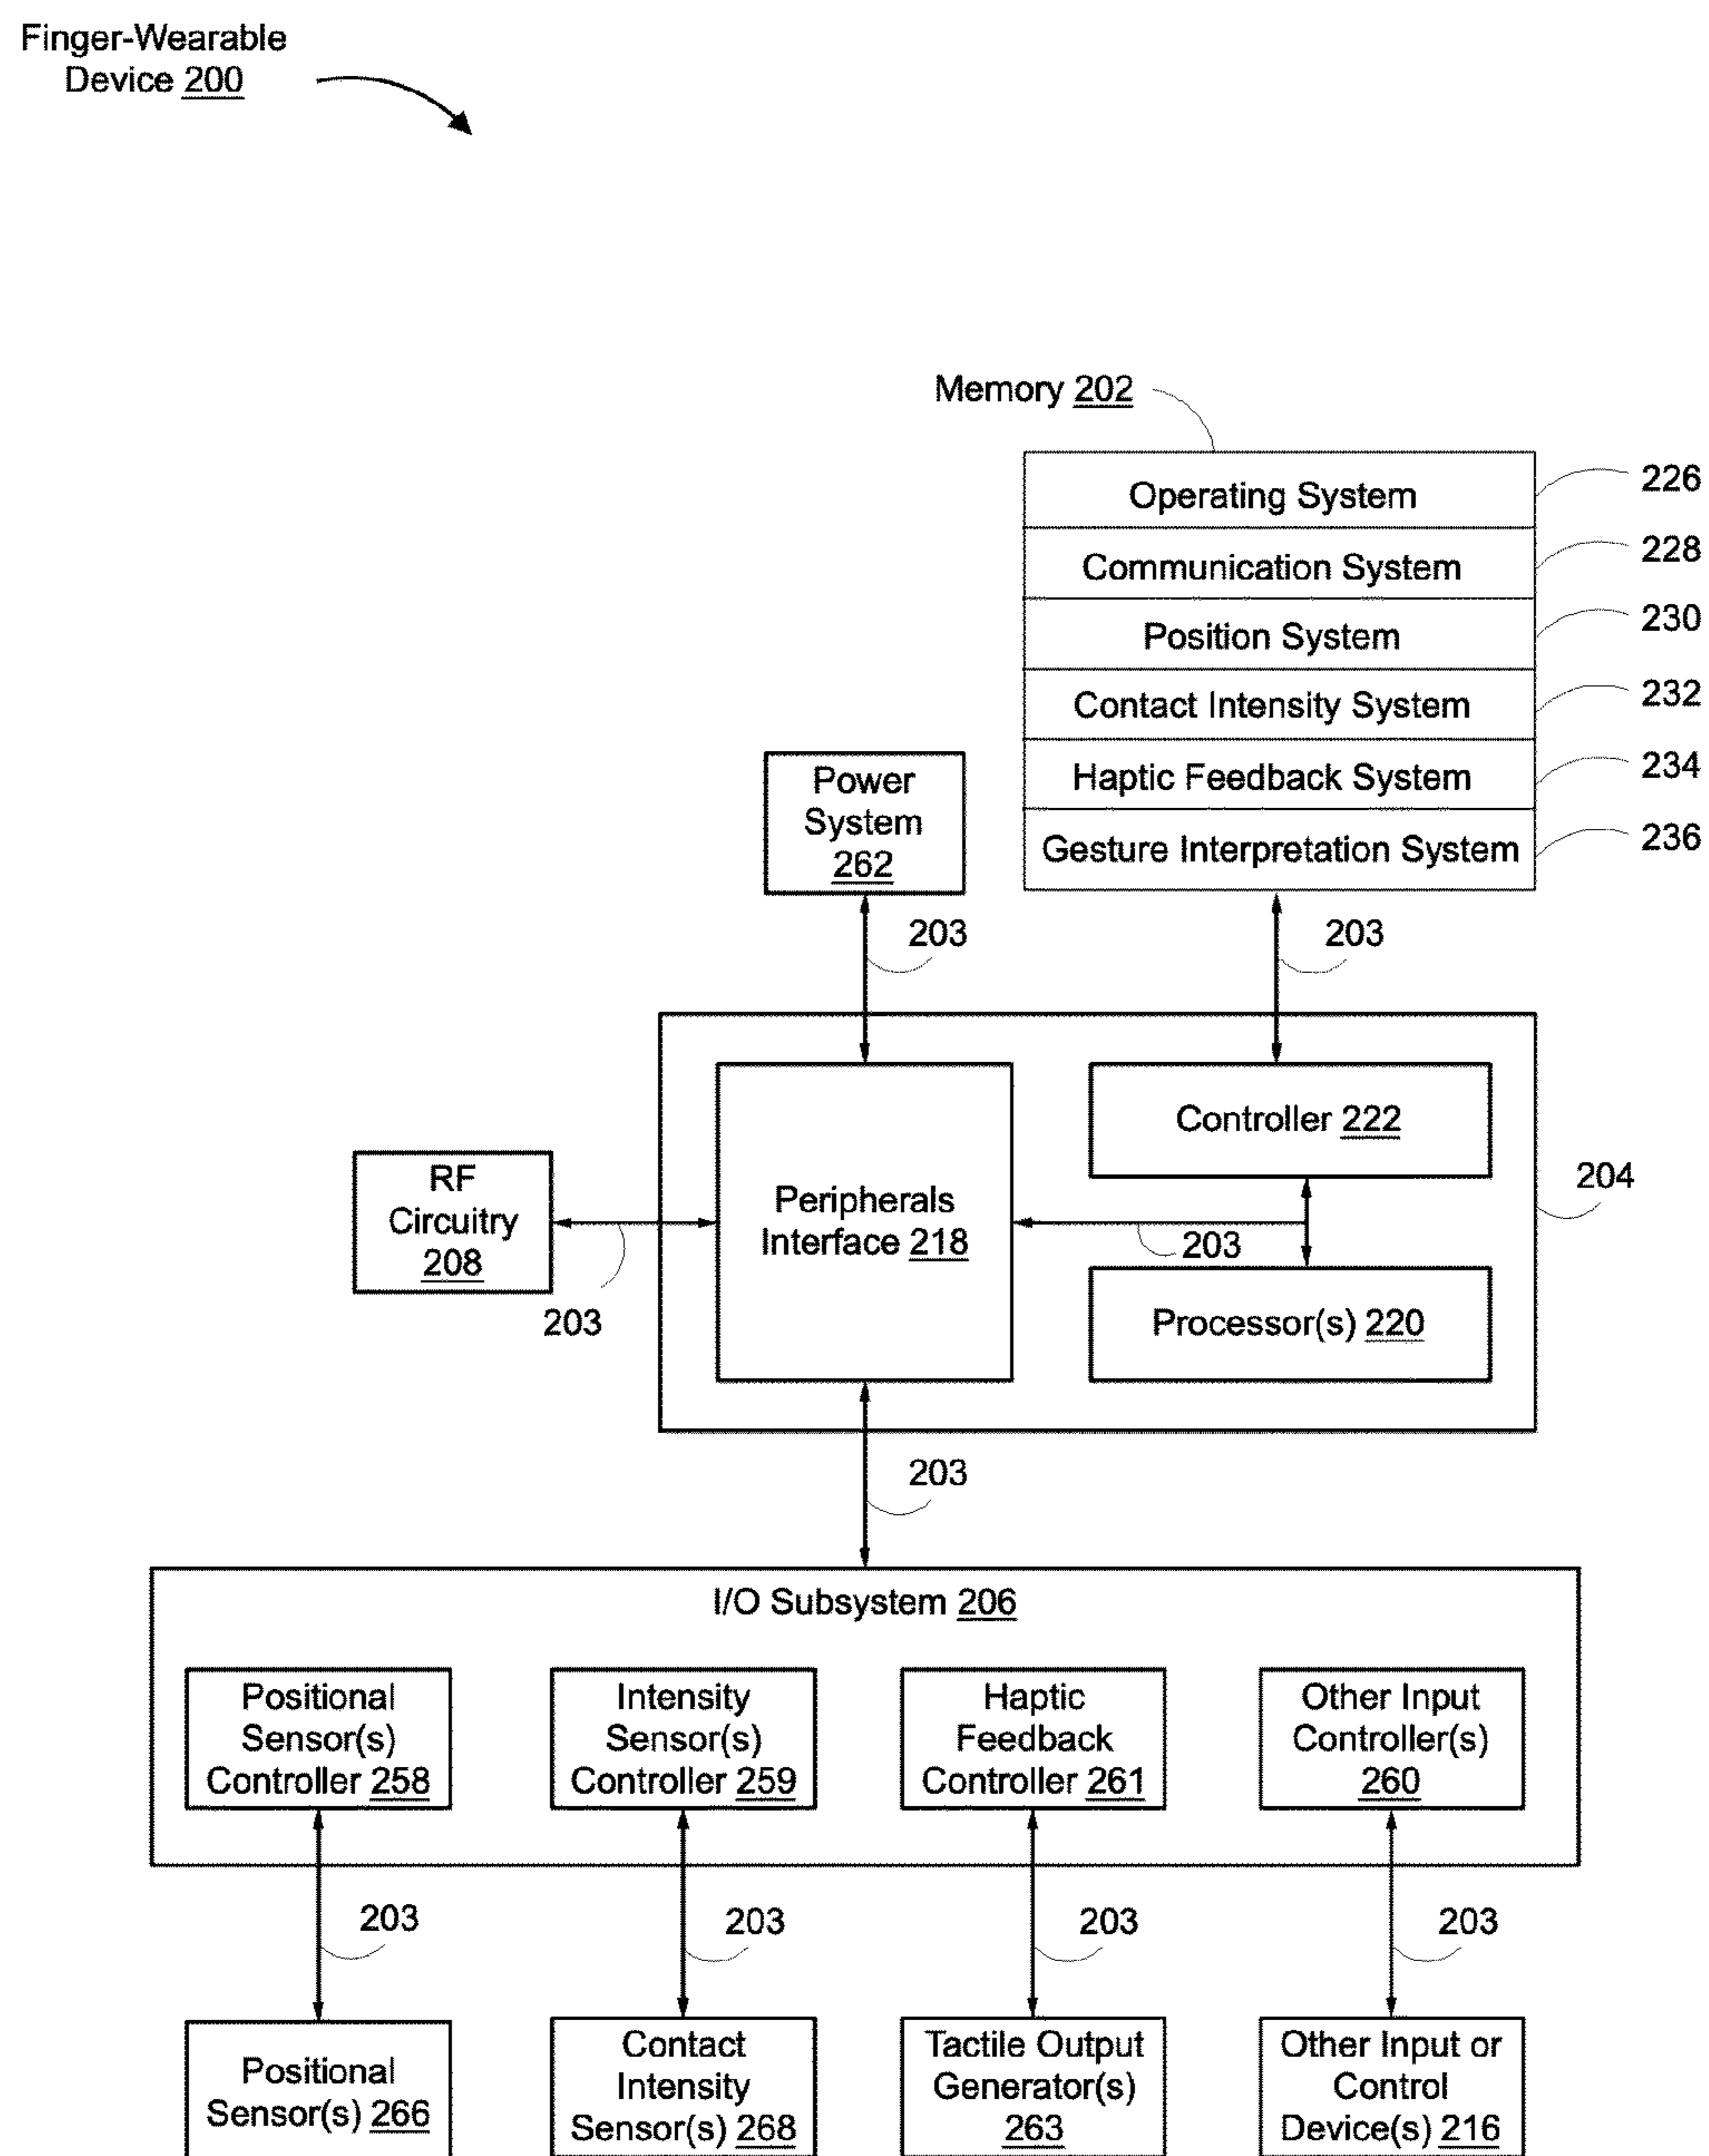 Finger-Wearable
Device 200
Memory 202
Operating System
226
Communication System
228
Position System
230
Contact Intensity System
232
Haptic Feedback System
234
Gesture Interpretation System
236
Power
System
262
203
203
Controller 222
204
RF
Circuitry
208
Peripherals
Interface 218
203
203
Processor(s) 220
203
I/O Subsystem 206
Positional
Sensor(s)
Controller 258
Intensity
Sensor(s)
Controller 259
Haptic
Feedback
Controller 261
Other Input
Controller(s)
260
203
203
203
203
Positional
Sensor(s) 266
Contact
Intensity
Sensor(s) 268
Tactile Output
Generator(s)
263
Other Input or
Control
Device(s) 216